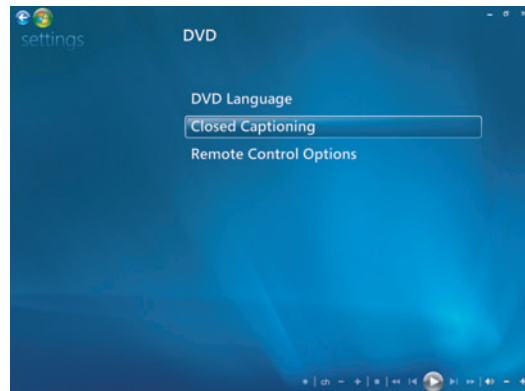 settings
DVD
DVD Language
Closed Captioning
Remote Control Options
ch